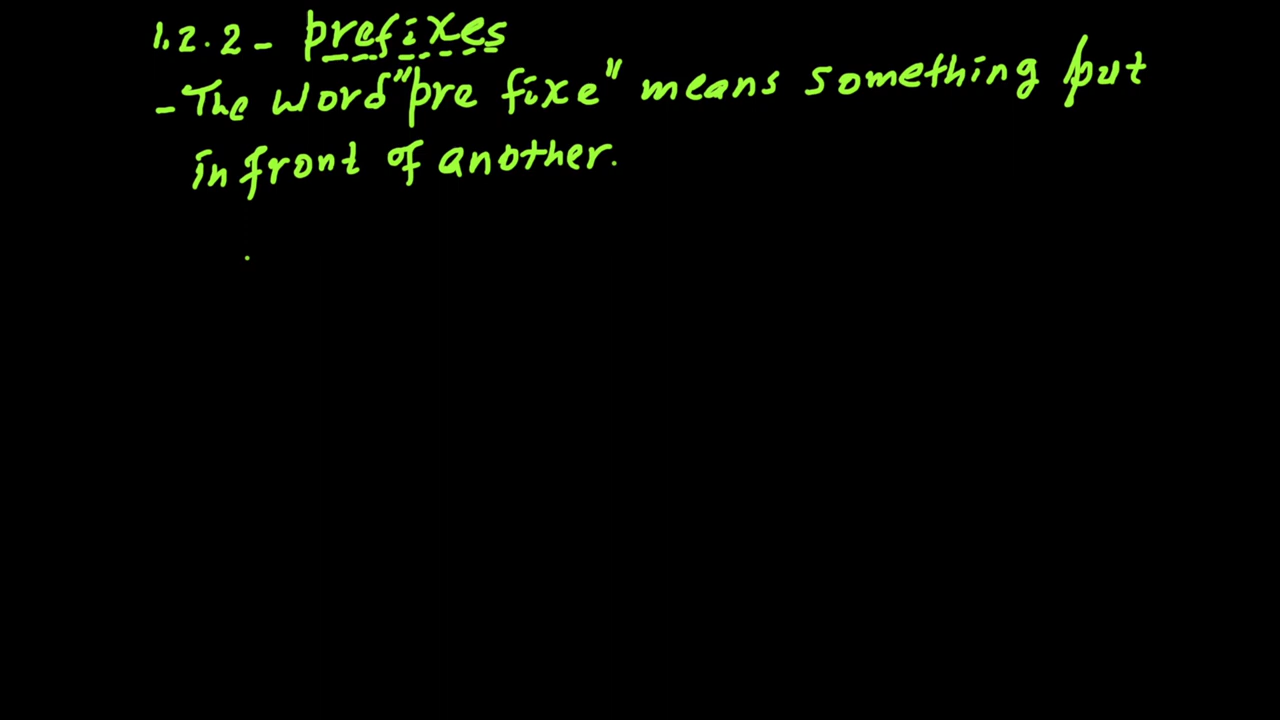 1.2.2- prefixes
-The word "pre fixe" means something put
in front of another.